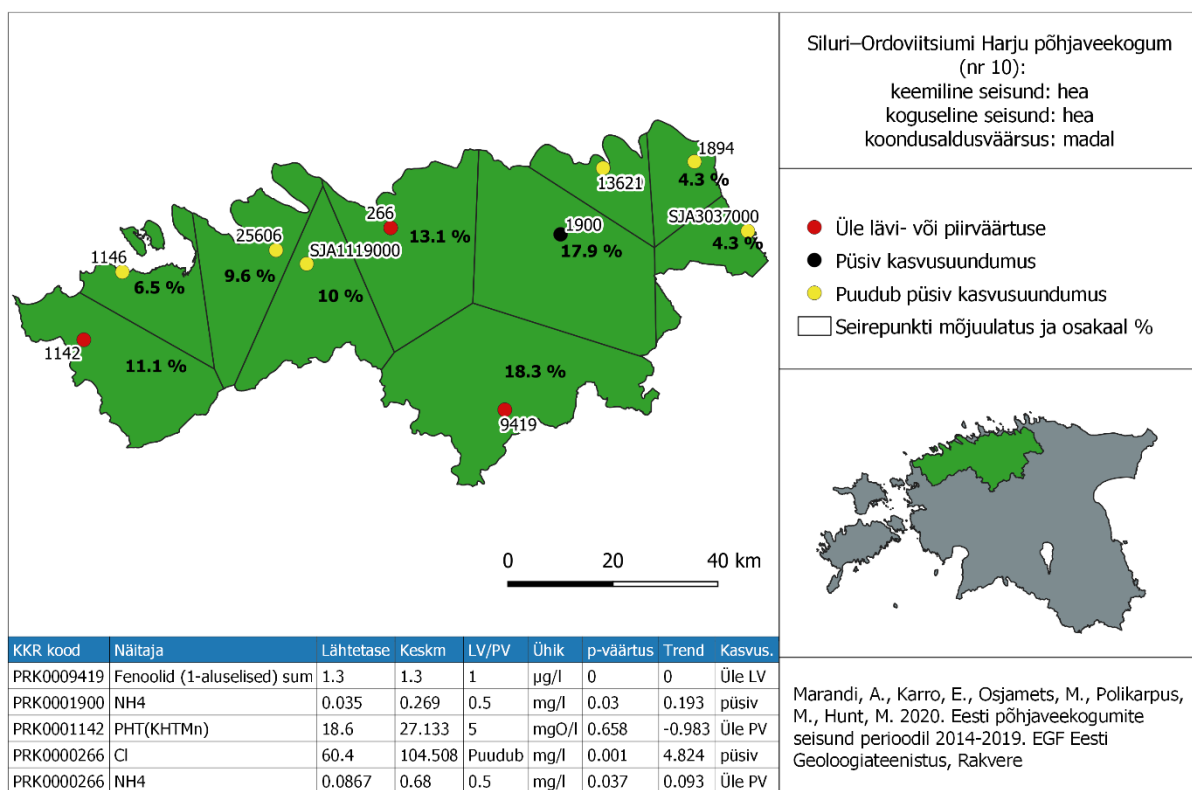 Siluri–Ordoviitsiumi Harju põhjaveekogum
(nr 10):
keemiline seisund: hea
koguseline seisund: hea
koondusaldusväärsus: madal
1894
13621
4.3 %
266
1900
SJA3037000
25606
13.1 %
17.9 %
4.3 %
SJA1119000
1146
9.6 %
6.5 %
10 %
1142
11.1 %
18.3 %
9419
Üle lävi- või piirväärtuse
Püsiv kasvusuundumus
Puudub püsiv kasvusuundumus
Seirepunkti mõjuulatus ja osakaal %
0 20 40 km
KKR kood Näitaja Lähtetase Keskm LV/PV Ühik p-väärtus Trend Kasvus.
PRK0009419 Fenoolid (1-aluselised) sum 1.3 1.3 1 µg/l 0 0 Üle LV
PRK0001900 NH4 0.035 0.269 0.5 mg/l 0.03 0.193 püsiv
PRK0001142 PHT(KHTMn) 18.6 27.133 5 mgO/l 0.658 -0.983 Üle PV
PRK0000266 Cl 60.4 104.508 Puudub mg/l 0.001 4.824 püsiv
PRK0000266 NH4 0.0867 0.68 0.5 mg/l 0.037 0.093 Üle PV
Marandi, A., Karro, E., Osjamets, M., Polikarpus,
M., Hunt, M. 2020. Eesti põhjaveekogumite
seisund perioodil 2014-2019. EGF Eesti
Geoloogiateenistus, Rakvere